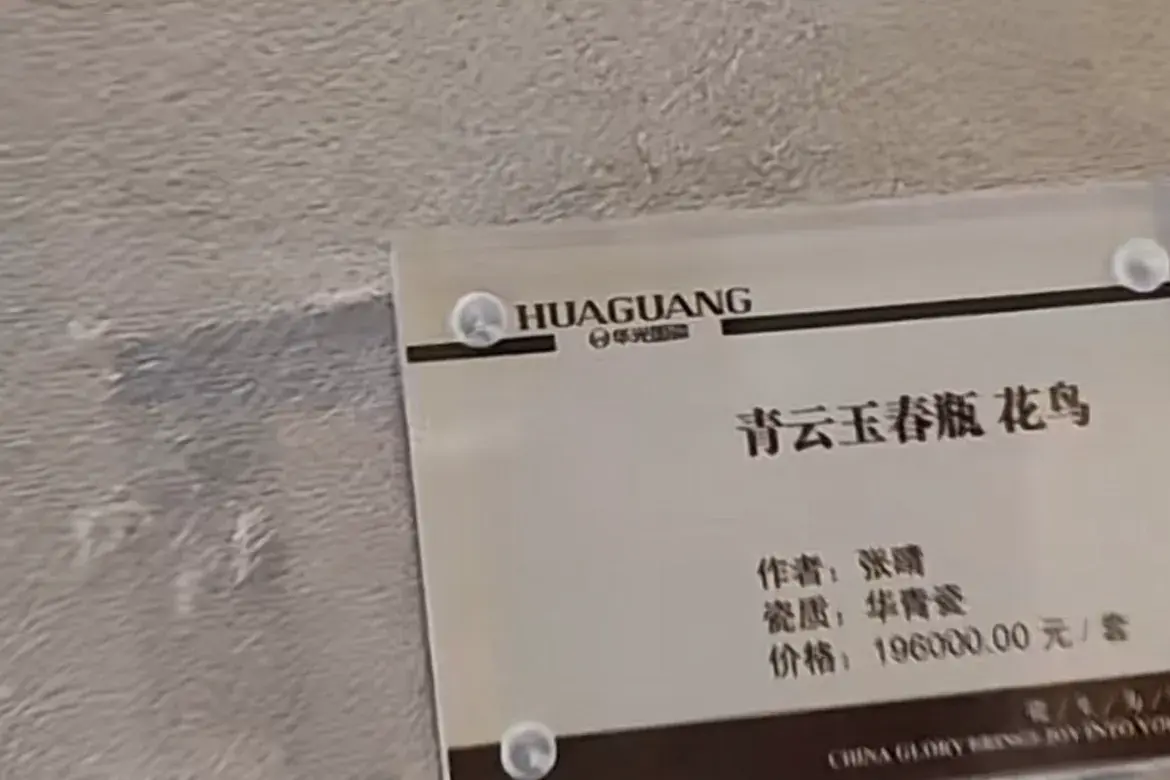 HUAGUANG
华光国瓷
青云玉春瓶 花鸟
作者：张晴
瓷质：华青瓷
价格：196000.00 元 / 套
CHINA GLORY BRINGS JOY INTO YOU